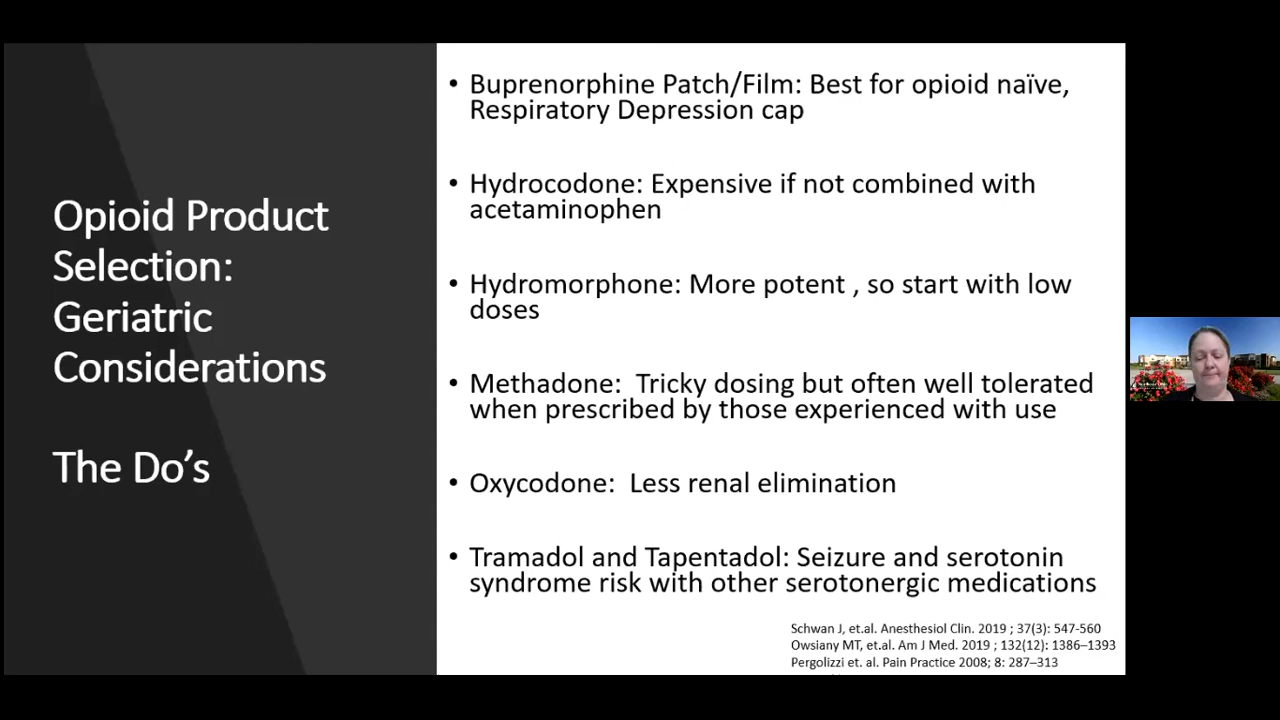 Opioid Product
Selection:
Geriatric
Considerations
The Do's
• Buprenorphine Patch/Film: Best for opioid naïve,
Respiratory Depression cap
• Hydrocodone: Expensive if not combined with
acetaminophen
• Hydromorphone: More potent , so start with low
doses
• Methadone:  Tricky dosing but often well tolerated
when prescribed by those experienced with use
• Oxycodone:  Less renal elimination
• Tramadol and Tapentadol: Seizure and serotonin
syndrome risk with other serotonergic medications
Schwan J, et.al. Anesthesiol Clin. 2019 ; 37(3): 547-560
Owsiany MT, et.al. Am J Med. 2019 ; 132(12): 1386–1393
Pergolizzi et. al. Pain Practice 2008; 8: 287–313